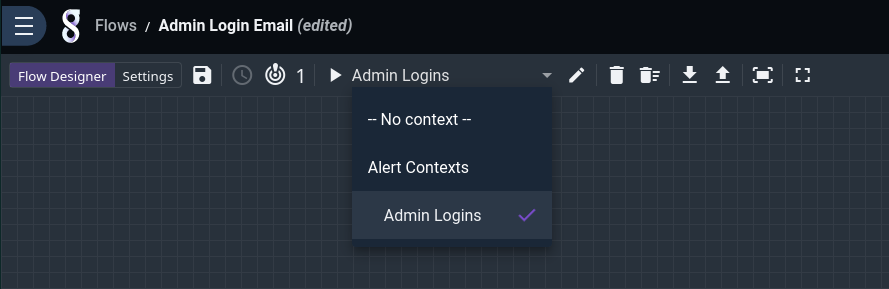 Flows / Admin Login Email (edited)
Flow Designer Settings 1 Admin Logins
-- No context --
Alert Contexts
Admin Logins